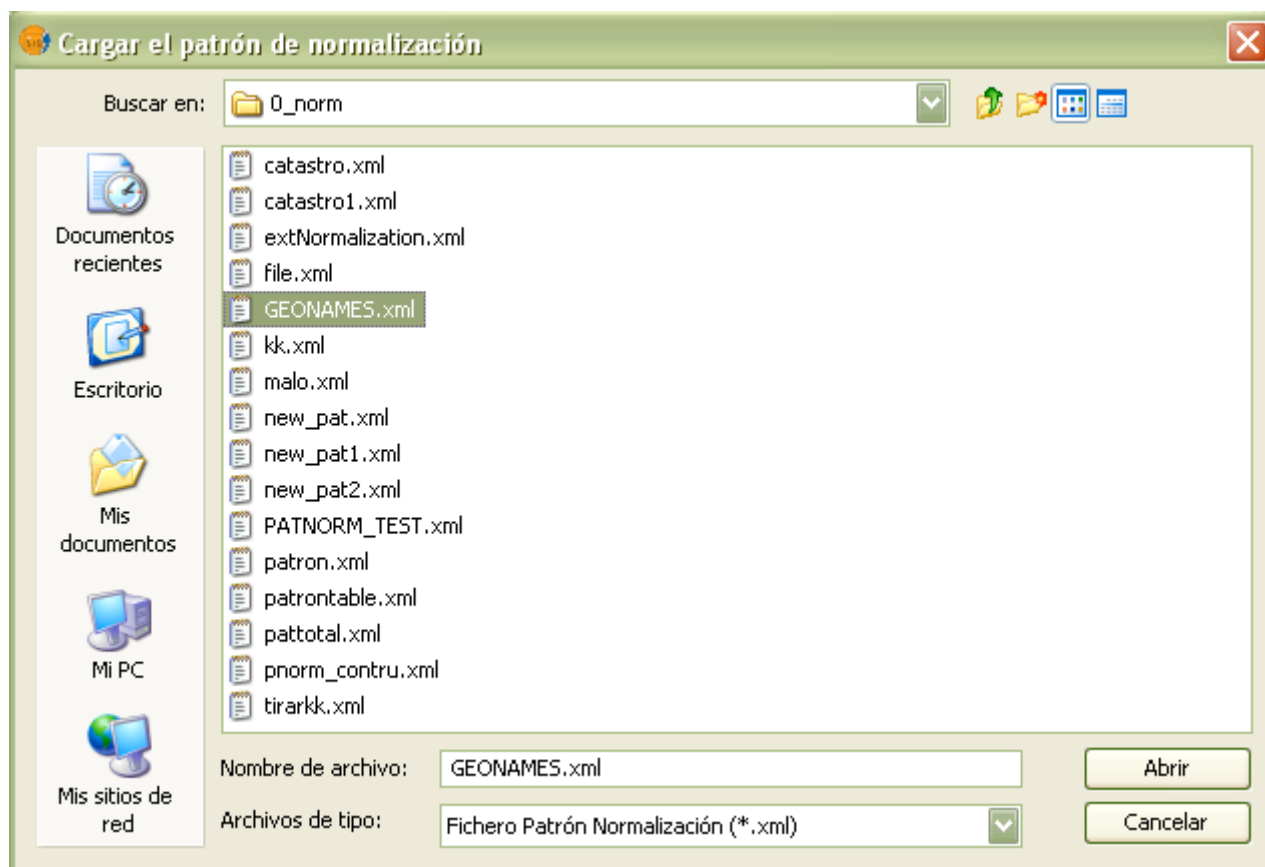 Cargar el patrón de normalización
Buscar en:
0_norm
Documentos
recientes
Escritorio
Mis
documentos
Mi PC
Mis sitios de
red
catastro.xml
catastro1.xml
extNormalization.xml
file.xml
GEONAMES.xml
kk.xml
malo.xml
new_pat.xml
new_pat1.xml
new_pat2.xml
PATNORM_TEST.xml
patron.xml
patrontable.xml
pattotal.xml
pnorm_contru.xml
tirarkk.xml
Nombre de archivo:
GEONAMES.xml
Abrir
Archivos de tipo:
Fichero Patrón Normalización (*.xml)
Cancelar